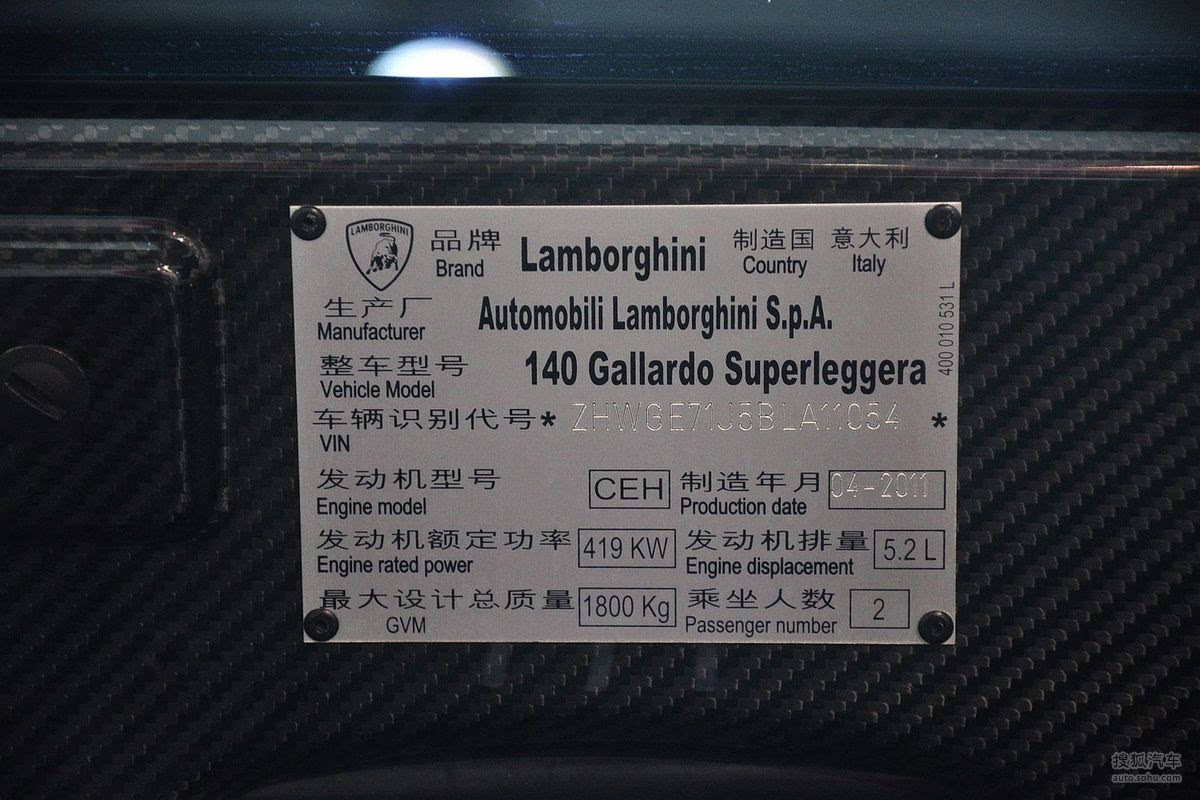 LAMBORGHINI
品牌 Lamborghini 制造国 意大利
Brand Country Italy
生产厂 Automobili Lamborghini S.p.A.
Manufacturer
整车型号 140 Gallardo Superleggera
Vehicle Model
400 010 531 L
车辆识别代号* ZHWGE71J5BLA11054 *
VIN
发动机型号 CEH 制造年月 04-2011
Engine model Production date
发动机额定功率 419 KW 发动机排量 5.2 L
Engine rated power Engine displacement
最大设计总质量 1800 Kg 乘坐人数 2
GVM Passenger number
搜狐汽车
auto.sohu.com